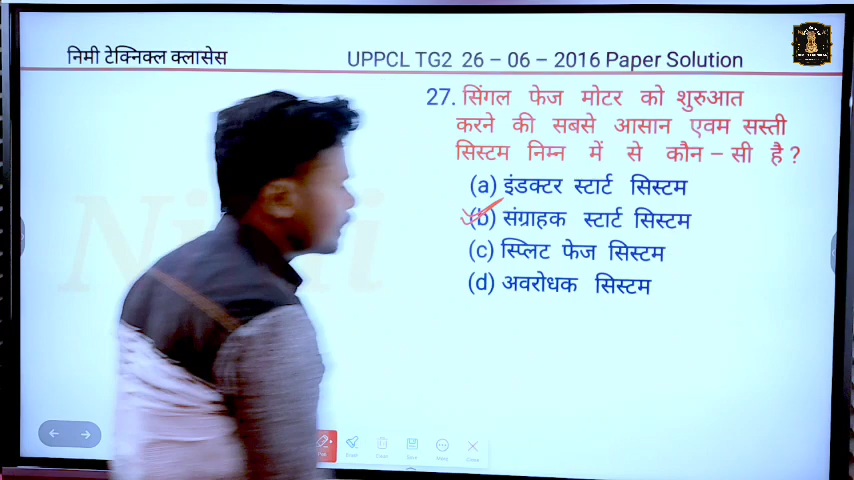 निमी टेक्निक्ल क्लासेस
UPPCL TG2 26 – 06 – 2016 Paper Solution
27. सिंगल फेज मोटर को शुरुआत
करने की सबसे आसान एवम सस्ती
सिस्टम निम्न में से कौन – सी है ?
(a) इंडक्टर स्टार्ट सिस्टम
(b) संग्राहक स्टार्ट सिस्टम
(c) स्प्लिट फेज सिस्टम
(d) अवरोधक सिस्टम